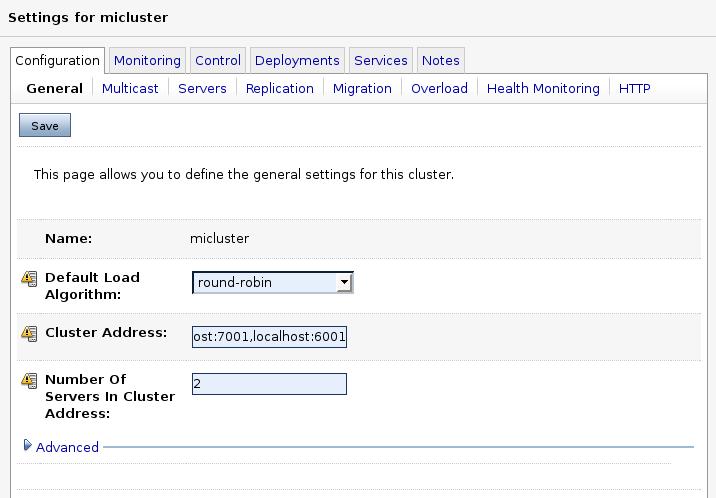 Settings for micluster
Configuration Monitoring Control Deployments Services Notes
General Multicast Servers Replication Migration Overload Health Monitoring HTTP
Save
This page allows you to define the general settings for this cluster.
Name: micluster
Default Load
Algorithm:
round-robin
Cluster Address: ost:7001,localhost:6001
Number Of
Servers In Cluster
Address:
2
Advanced